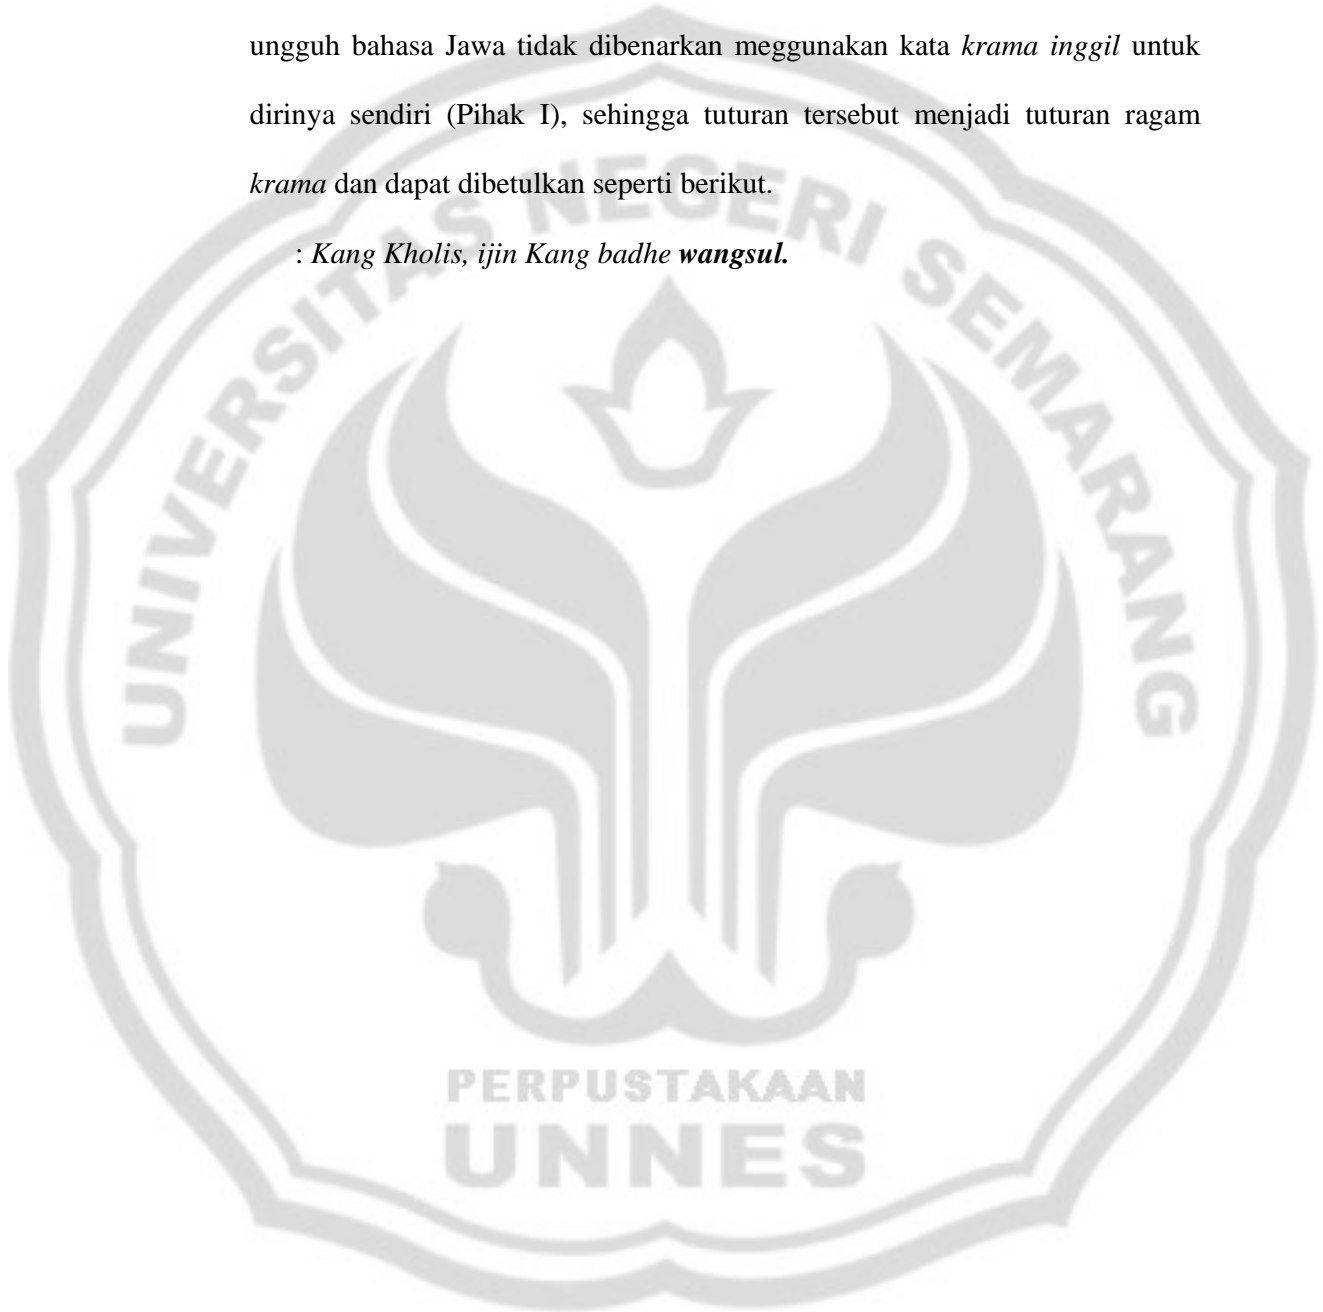 ungguh bahasa Jawa tidak dibenarkan meggunakan kata krama inggil untuk
dirinya sendiri (Pihak I), sehingga tuturan tersebut menjadi tuturan ragam
krama dan dapat dibetulkan seperti berikut.
: Kang Kholis, ijin Kang badhe wangsul.
UNIVERSITAS NEGERI SEMARANG
PERPUSTAKAAN
UNNES